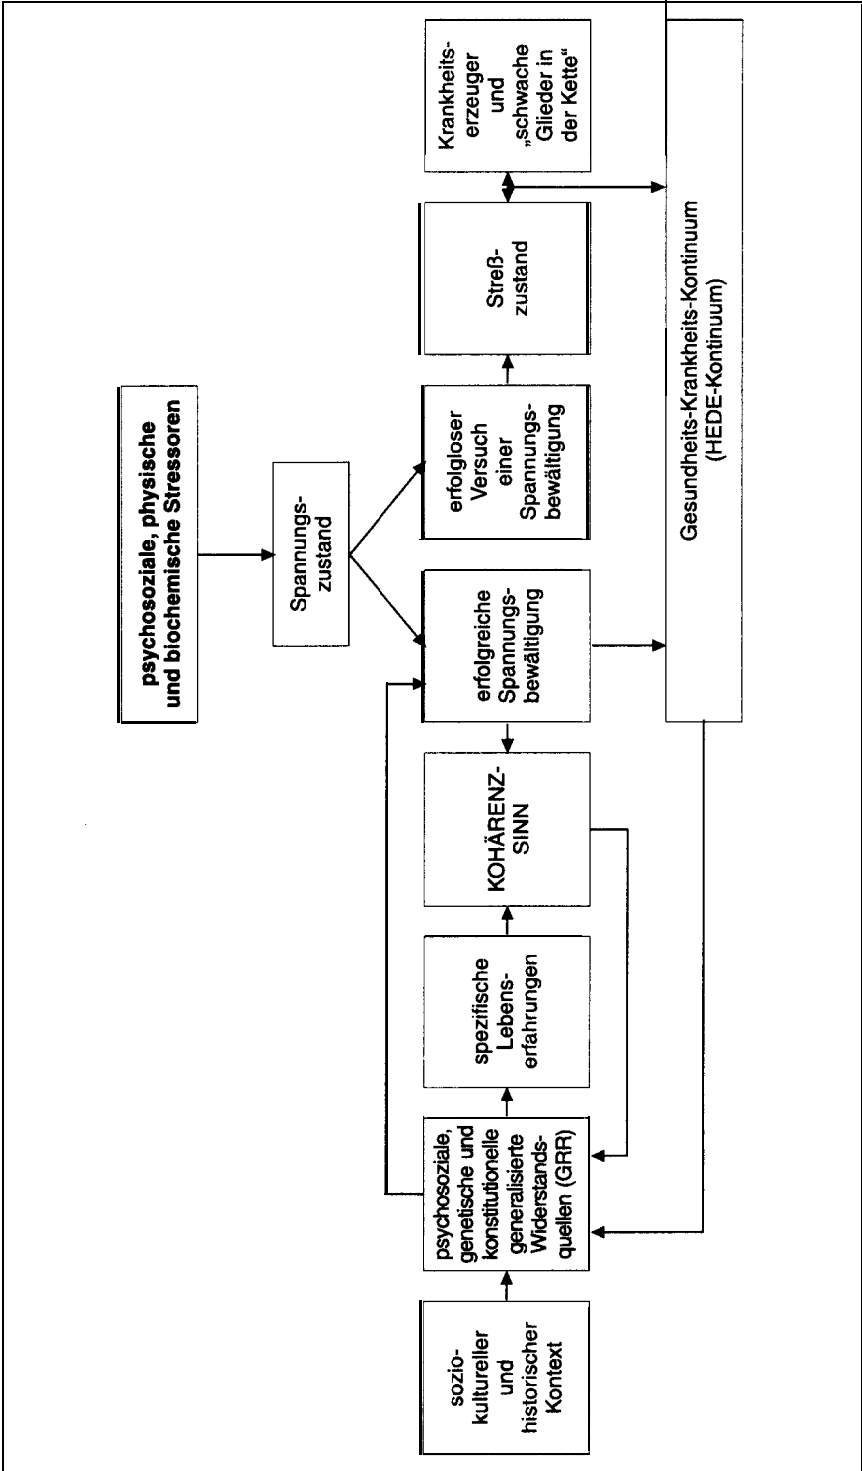 psychosoziale, physische
und biochemische Stressoren
Spannungs-
zustand
sozio-
kultureller
und
historischer
Kontext
psychosoziale,
genetische und
konstitutionelle
generalisierte
Widerstands-
quellen (GRR)
spezifische
Lebens-
erfahrungen
KOHÄRENZ-
SINN
erfolgreiche
Spannungs-
bewältigung
erfolgloser
Versuch
einer
Spannungs-
bewältigung
Streß-
zustand
Krankheits-
erzeuger
und
„schwache
Glieder in
der Kette“
Gesundheits-Krankheits-Kontinuum
(HEDE-Kontinuum)